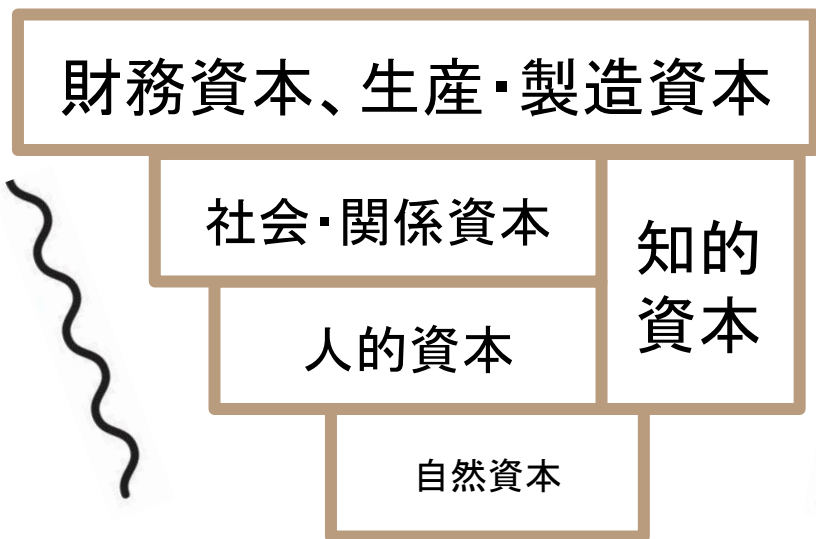 財務資本、生産・製造資本
社会・関係資本
知的
資本
人的資本
自然資本